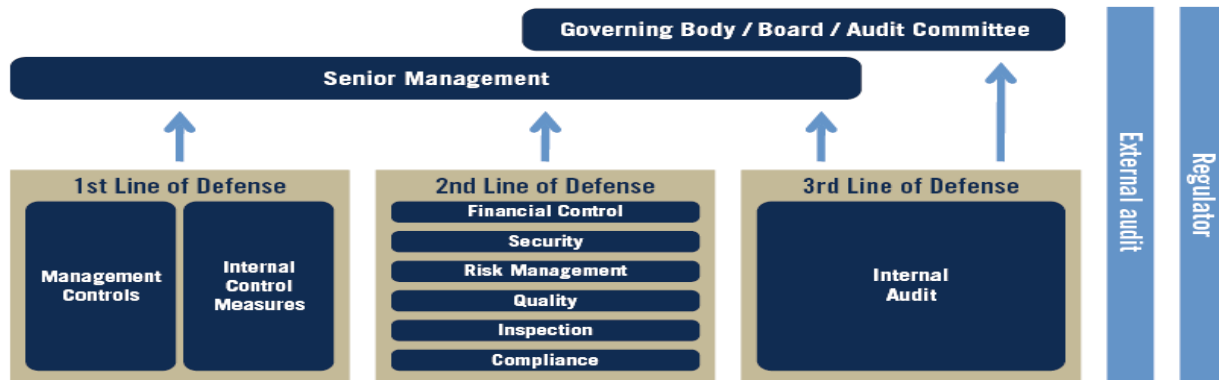 Governing Body / Board / Audit Committee
Senior Management
1st Line of Defense
Management
Controls
Internal
Control
Measures
2nd Line of Defense
Financial Control
Security
Risk Management
Quality
Inspection
Compliance
3rd Line of Defense
Internal
Audit
External audit
Regulator